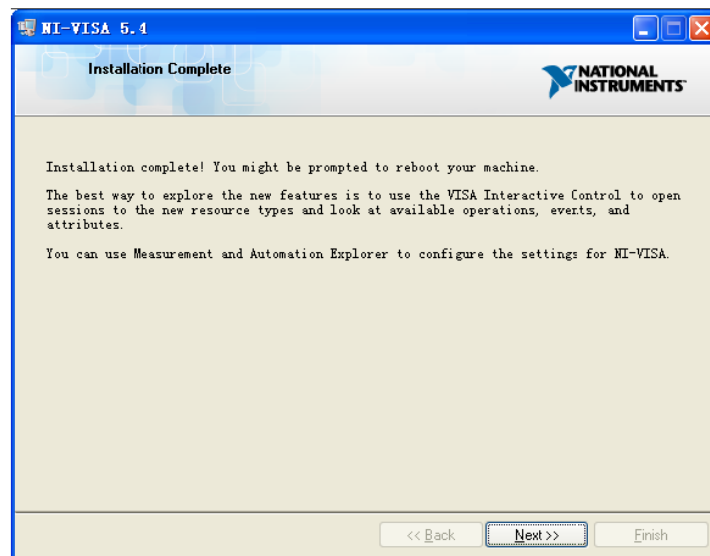 NI-VISA 5.4
Installation Complete
NATIONAL
INSTRUMENTS™
Installation complete! You might be prompted to reboot your machine.
The best way to explore the new features is to use the VISA Interactive Control to open
sessions to the new resource types and look at available operations, events, and
attributes.
You can use Measurement and Automation Explorer to configure the settings for NI-VISA.
<< Back
Next >>
Finish